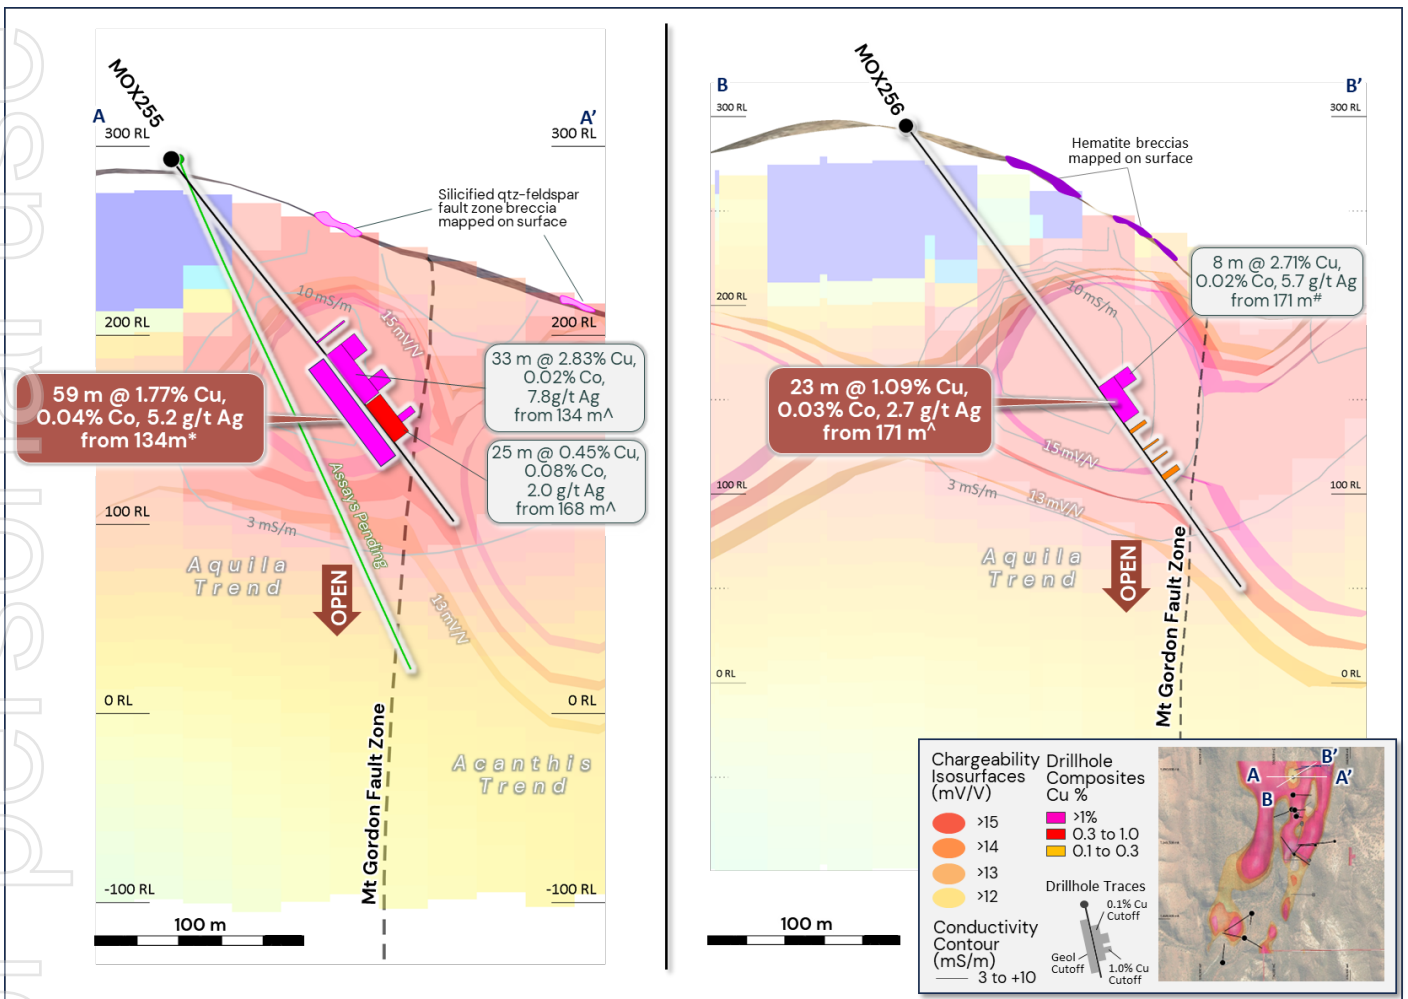 MOX255
A
A'
300 RL
300 RL
Silicified qtz-feldspar
fault zone breccia
mapped on surface
10 mS/m
15 mV/V
200 RL
200 RL
59 m @ 1.77% Cu,
0.04% Co, 5.2 g/t Ag
from 134m*
33 m @ 2.83% Cu,
0.02% Co,
7.8g/t Ag
from 134 m^
25 m @ 0.45% Cu,
0.08% Co,
2.0 g/t Ag
from 168 m^
Assays Pending
100 RL
100 RL
3 mS/m
Aquila
Trend
OPEN
13 mV/V
0 RL
0 RL
Mt Gordon Fault Zone
Acanthis
Trend
-100 RL
-100 RL
100 m
MOX256
B
B'
300 RL
300 RL
Hematite breccias
mapped on surface
8 m @ 2.71% Cu,
0.02% Co, 5.7 g/t Ag
from 171 m#
10 mS/m
200 RL
23 m @ 1.09% Cu,
0.03% Co, 2.7 g/t Ag
from 171 m^
15 mV/V
3 mS/m
13 mV/V
100 RL
100 RL
Aquila
Trend
OPEN
Mt Gordon Fault Zone
0 RL
0 RL
100 m
Chargeability
Isosurfaces
(mV/V)
>15
>14
>13
>12
Conductivity
Contour
(mS/m)
3 to +10
Drillhole
Composites
Cu %
>1%
0.3 to 1.0
0.1 to 0.3
Drillhole Traces
0.1% Cu
Cutoff
Geol
Cutoff
1.0% Cu
Cutoff
A
A'
B
B'